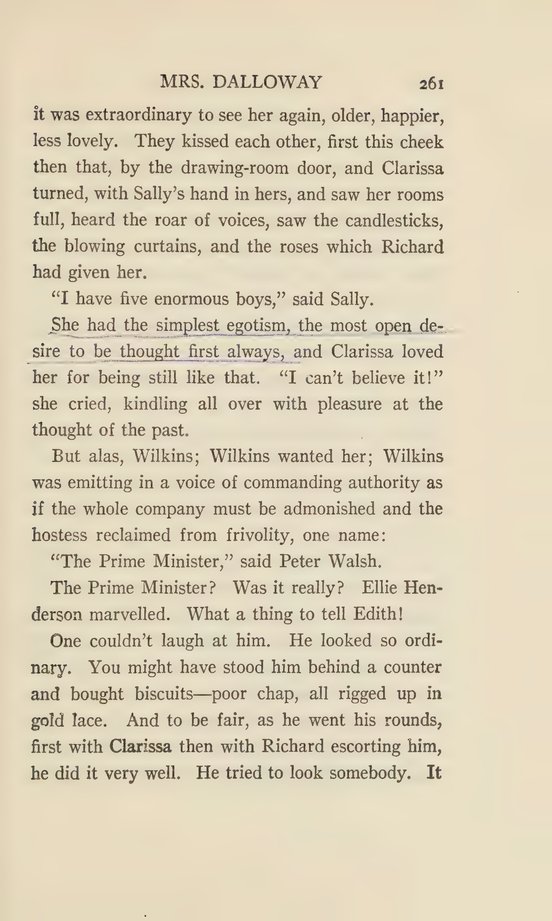 MRS. DALLOWAY 261
it was extraordinary to see her again, older, happier,
less lovely. They kissed each other, first this cheek
then that, by the drawing-room door, and Clarissa
turned, with Sally's hand in hers, and saw her rooms
full, heard the roar of voices, saw the candlesticks,
the blowing curtains, and the roses which Richard
had given her.
"I have five enormous boys," said Sally.
She had the simplest egotism, the most open de-
sire to be thought first always, and Clarissa loved
her for being still like that. "I can't believe it!"
she cried, kindling all over with pleasure at the
thought of the past.
But alas, Wilkins; Wilkins wanted her; Wilkins
was emitting in a voice of commanding authority as
if the whole company must be admonished and the
hostess reclaimed from frivolity, one name:
"The Prime Minister," said Peter Walsh.
The Prime Minister? Was it really? Ellie Hen-
derson marvelled. What a thing to tell Edith!
One couldn't laugh at him. He looked so ordi-
nary. You might have stood him behind a counter
and bought biscuits—poor chap, all rigged up in
gold lace. And to be fair, as he went his rounds,
first with Clarissa then with Richard escorting him,
he did it very well. He tried to look somebody. It